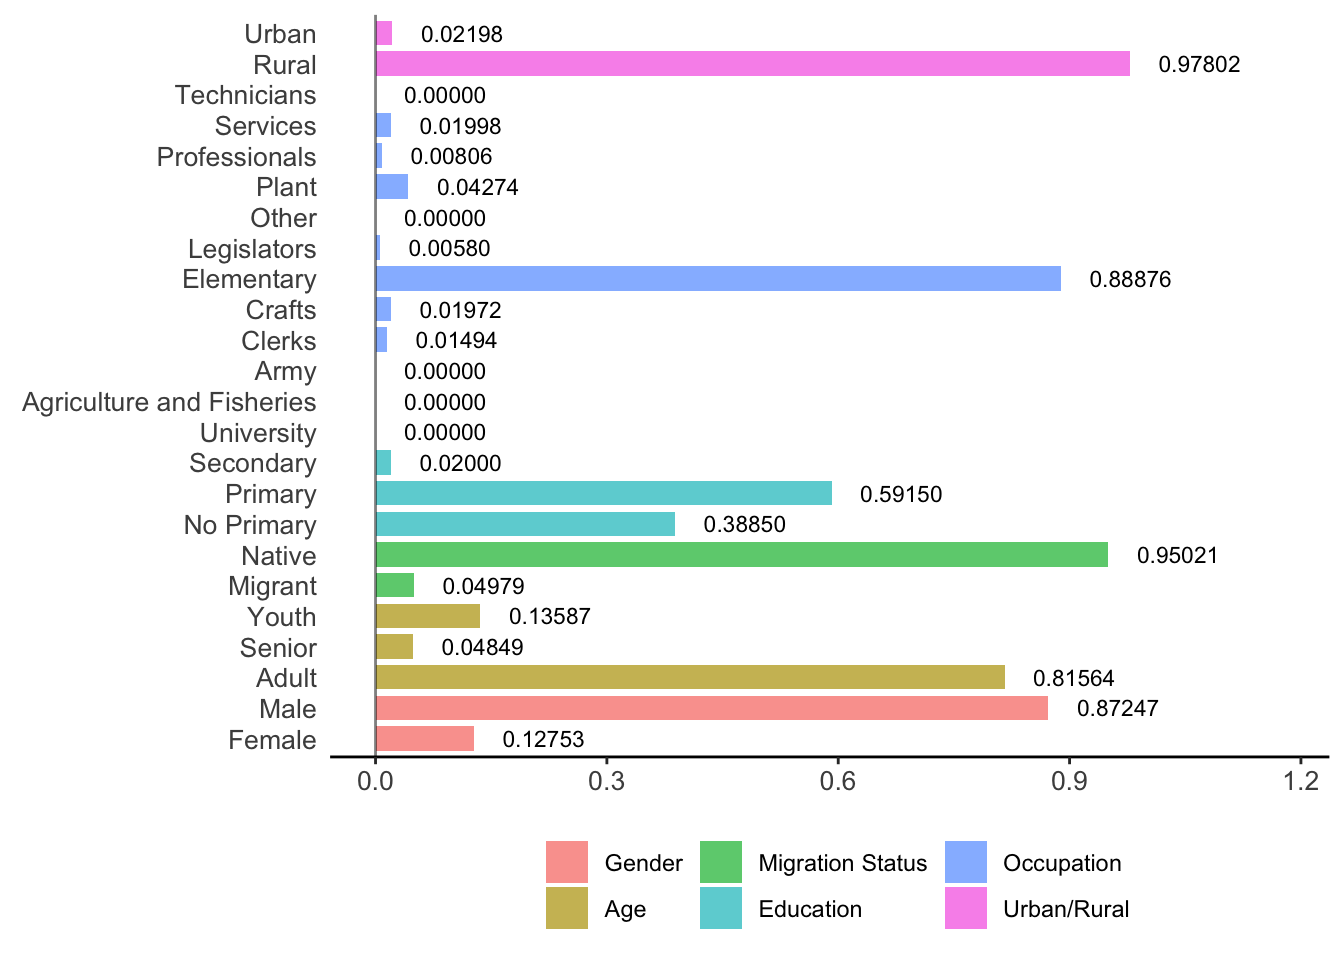 Urban 0.02198
Rural 0.97802
Technicians 0.00000
Services 0.01998
Professionals 0.00806
Plant 0.04274
Other 0.00000
Legislators 0.00580
Elementary 0.88876
Crafts 0.01972
Clerks 0.01494
Army 0.00000
Agriculture and Fisheries 0.00000
University 0.00000
Secondary 0.02000
Primary 0.59150
No Primary 0.38850
Native 0.95021
Migrant 0.04979
Youth 0.13587
Senior 0.04849
Adult 0.81564
Male 0.87247
Female 0.12753
0.0 0.3 0.6 0.9 1.2
Gender Migration Status Occupation
Age Education Urban/Rural